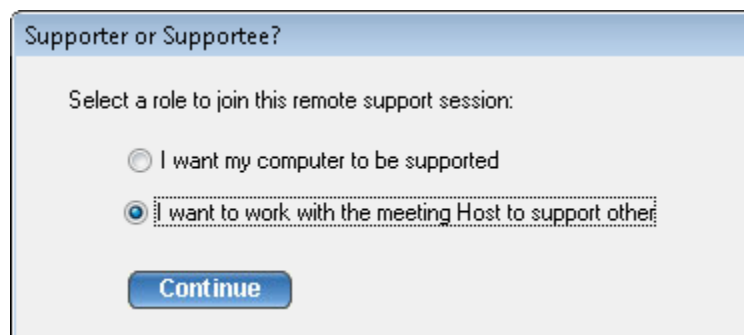 Supporter or Supportee?
Select a role to join this remote support session:
I want my computer to be supported
I want to work with the meeting Host to support other
Continue